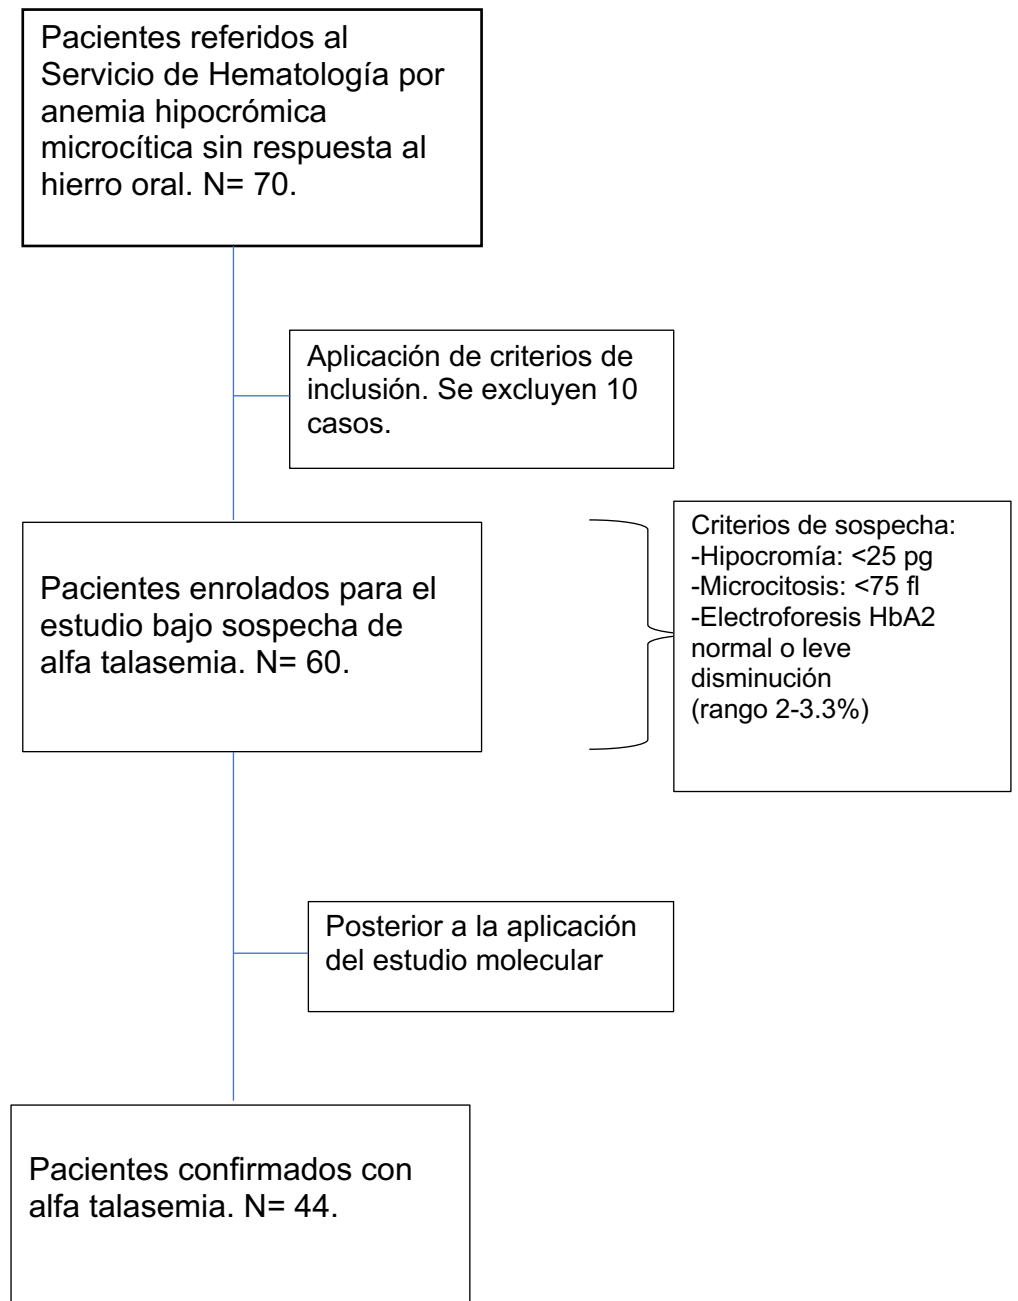 Pacientes referidos al
Servicio de Hematología por
anemia hipocrómica
microcítica sin respuesta al
hierro oral. N= 70.
Aplicación de criterios de
inclusión. Se excluyen 10
casos.
Pacientes enrolados para el
estudio bajo sospecha de
alfa talasemia. N= 60.
Criterios de sospecha:
-Hipocromía: <25 pg
-Microcitosis: <75 fl
-Electroforesis HbA2
normal o leve
disminución
(rango 2-3.3%)
Posterior a la aplicación
del estudio molecular
Pacientes confirmados con
alfa talasemia. N= 44.